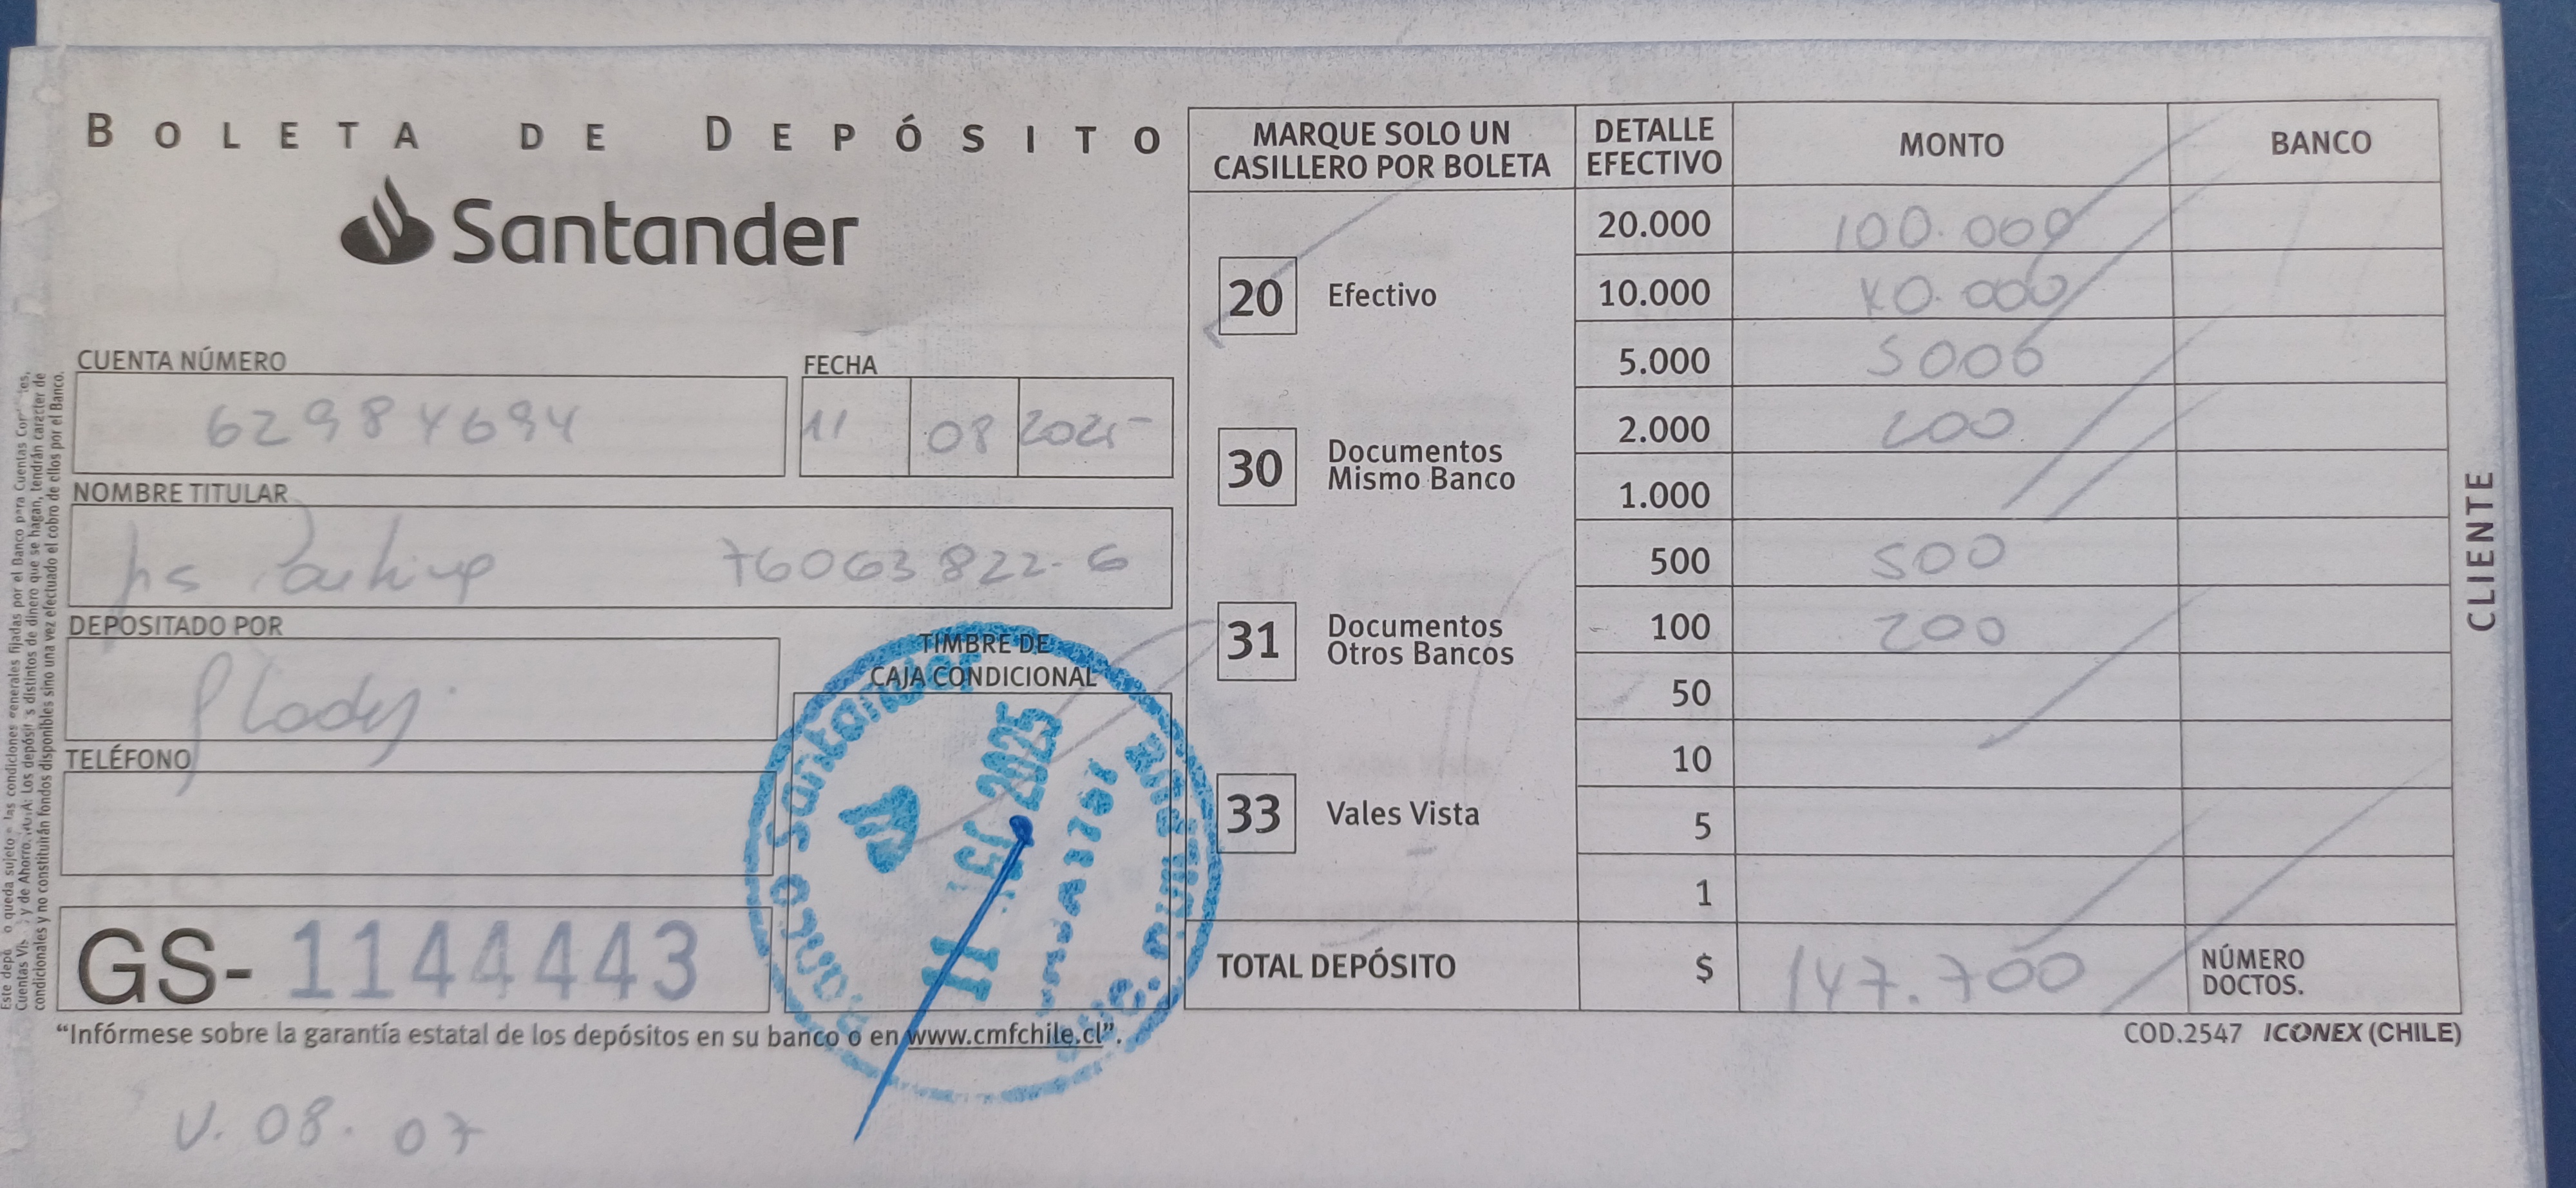 BOLETA DE DEPÓSITO
Santander
CUENTA NÚMERO
62984694
FECHA
11 08 2025
NOMBRE TITULAR
76063822-6
DEPOSITADO POR
TELÉFONO
TIMBRE DE
CAJA CONDICIONAL
Banco Santander
2025
11
GS- 1144443
"Infórmese sobre la garantía estatal de los depósitos en su banco o en www.cmfchile.cl".
V. 08. 07
MARQUE SOLO UN
CASILLERO POR BOLETA
20 Efectivo
30 Documentos
Mismo Banco
31 Documentos
Otros Bancos
33 Vales Vista
DETALLE
EFECTIVO
MONTO
BANCO
20.000 100.000
10.000 40.000
5.000 5000
2.000 200
1.000
500 500
100 200
50
10
5
1
TOTAL DEPÓSITO $ 147.700
NÚMERO
DOCTOS.
COD.2547 ICONEX (CHILE)
CLIENTE